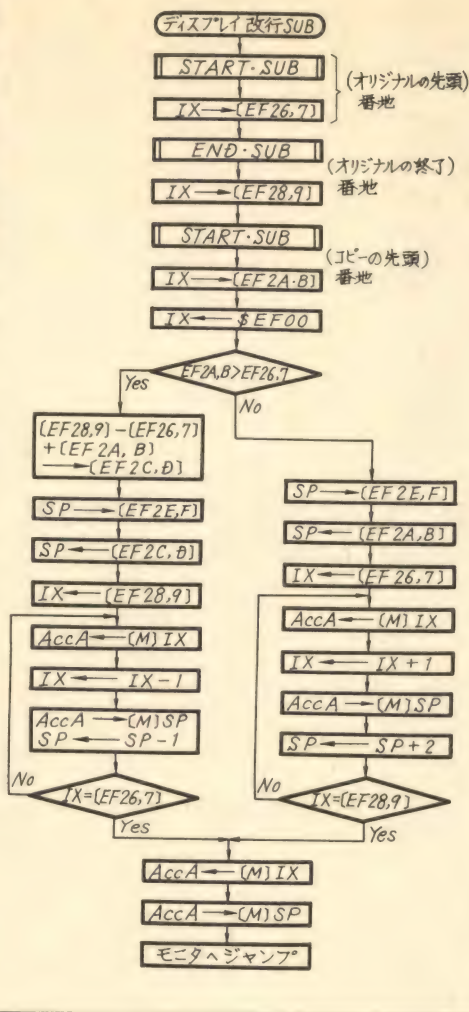 ディスプレイ改行SUB
START・SUB
IX→(EF26,7)
(オリジナルの先頭)
番地
END・SUB
IX→(EF28,9)
(オリジナルの終了)
番地
START・SUB
IX→(EF2A・B)
(コピーの先頭)
番地
IX← $EF00
EF2A,B>EF26.7
Yes
No
(EF28,9)-(EF26,7)
+(EF2A, B)
→(EF2C,D)
SP→(EF2E,F)
SP←(EF2C,D)
IX←(EF28,9)
AccA←(M)IX
IX← IX-1
AccA→(M)SP
SP← SP-1
No
IX=(EF26,7)
Yes
SP→(EF2E,F)
SP←(EF2A,B)
IX←(EF26,7)
AccA←(M)IX
IX← IX+1
AccA→(M)SP
SP← SP+2
No
IX=(EF28,9)
Yes
AccA←(M)IX
AccA→(M)SP
モニタへジャンプ